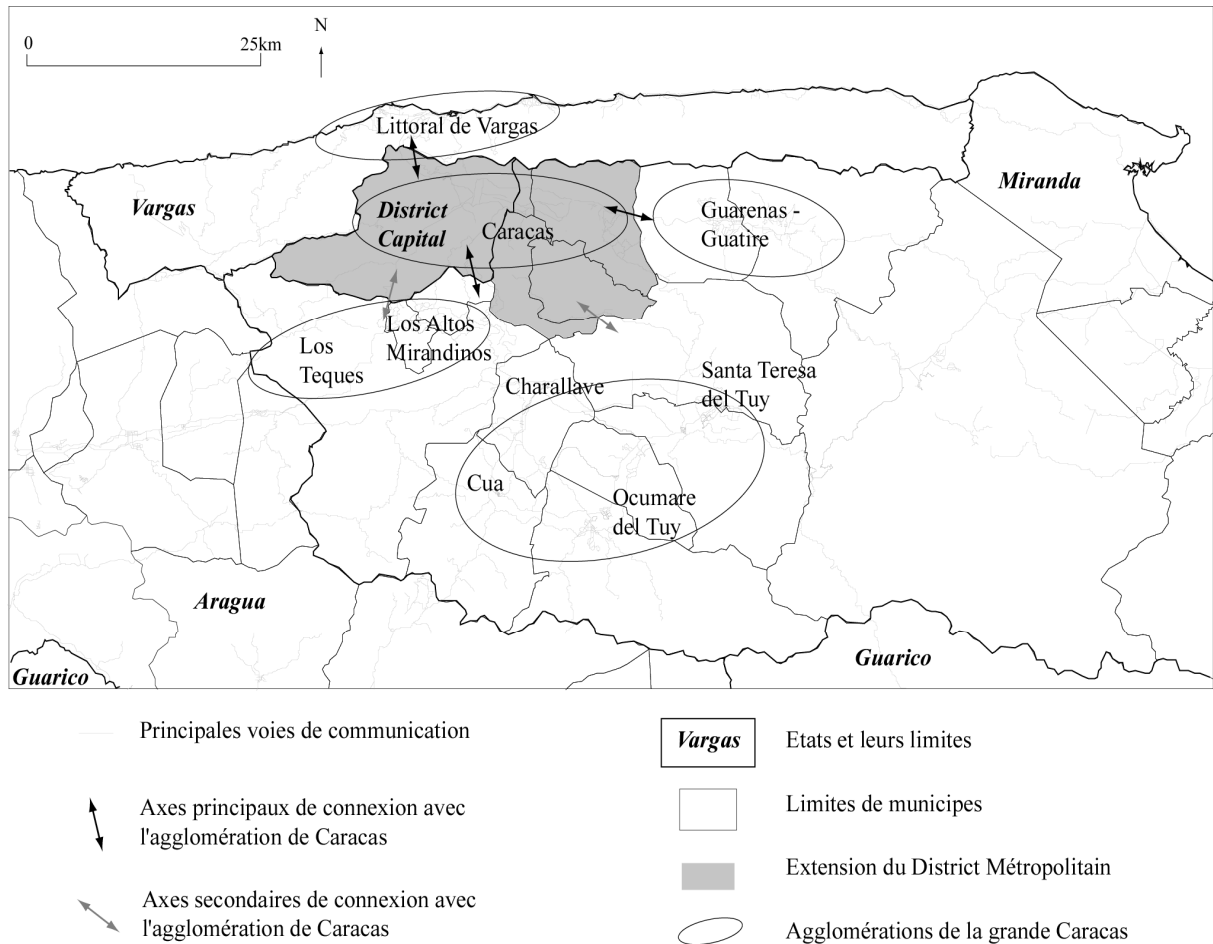 0
25km
N
Littoral de Vargas
Vargas
District
Capital
Caracas
Guarenas -
Guatire
Miranda
Los Altos
Mirandinos
Los
Teques
Charallave
Santa Teresa
del Tuy
Cua
Ocumare
del Tuy
Aragua
Guarico
Guarico
Principales voies de communication
Axes principaux de connexion avec
l'agglomération de Caracas
Axes secondaires de connexion avec
l'agglomération de Caracas
Vargas
Etats et leurs limites
Limites de municipes
Extension du District Métropolitain
Agglomérations de la grande Caracas